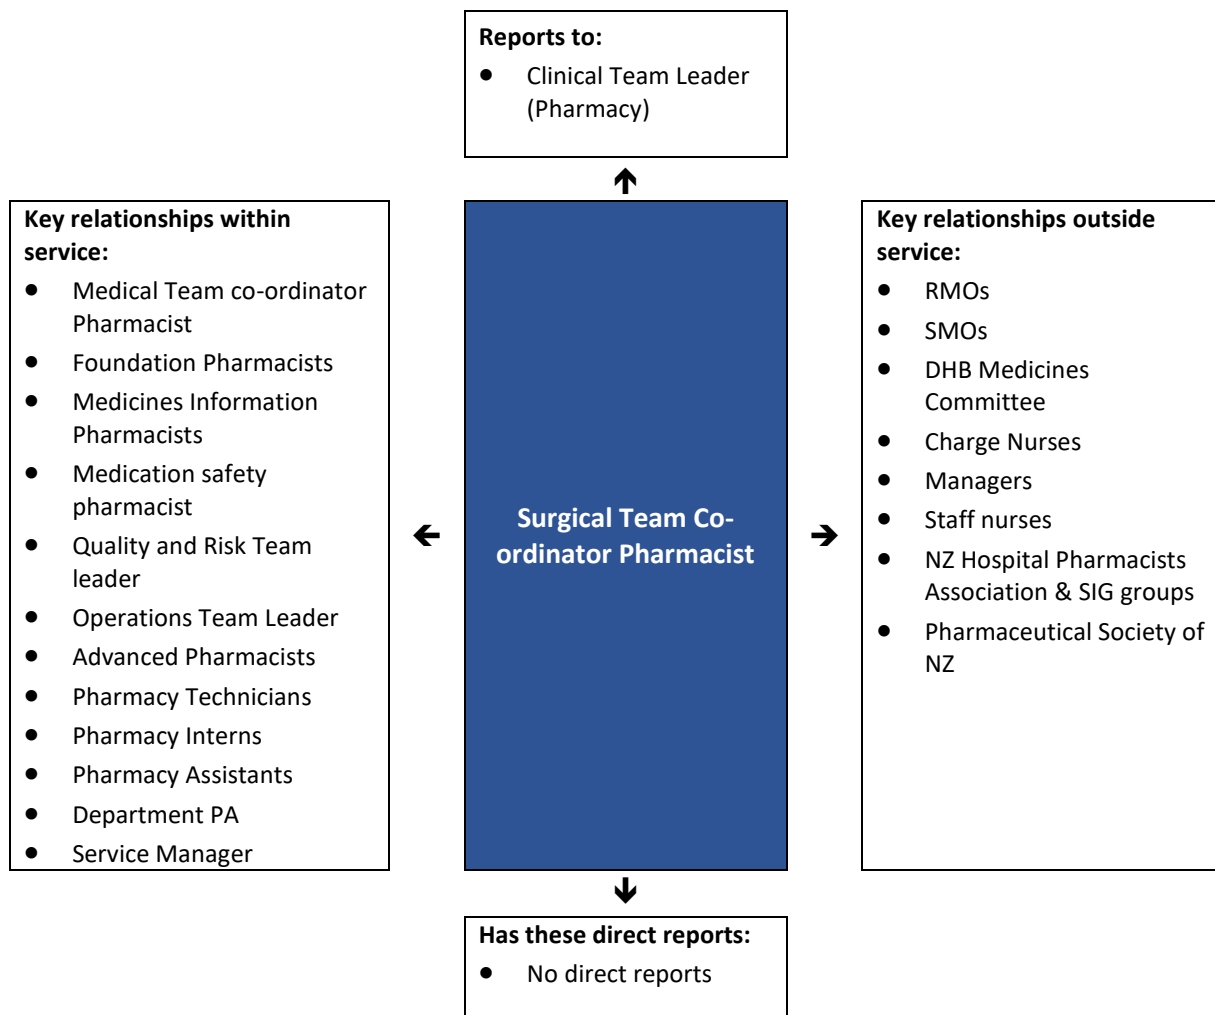 Reports to:
● Clinical Team Leader
(Pharmacy)
🡩
Key relationships within
service:
● Medical Team co-ordinator
Pharmacist
● Foundation Pharmacists
● Medicines Information
Pharmacists
● Medication safety
pharmacist
● Quality and Risk Team
leader
● Operations Team Leader
● Advanced Pharmacists
● Pharmacy Technicians
● Pharmacy Interns
● Pharmacy Assistants
● Department PA
● Service Manager
🡨
Surgical Team Co-
ordinator Pharmacist
🡪
Key relationships outside
service:
● RMOs
● SMOs
● DHB Medicines
Committee
● Charge Nurses
● Managers
● Staff nurses
● NZ Hospital Pharmacists
Association & SIG groups
● Pharmaceutical Society of
NZ
🡫
Has these direct reports:
● No direct reports